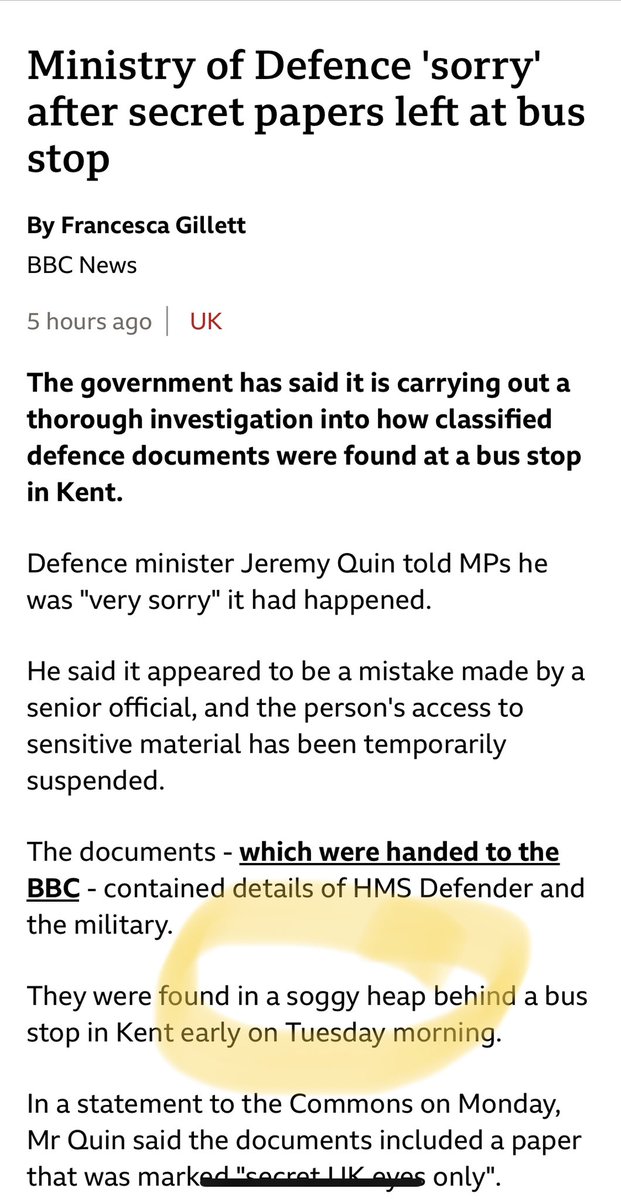 Ministry of Defence 'sorry'
after secret papers left at bus
stop
By Francesca Gillett
BBC News
5 hours ago | UK
The government has said it is carrying out a
thorough investigation into how classified
defence documents were found at a bus stop
in Kent.
Defence minister Jeremy Quin told MPs he
was "very sorry" it had happened.
He said it appeared to be a mistake made by a
senior official, and the person's access to
sensitive material has been temporarily
suspended.
The documents - which were handed to the
BBC - contained details of HMS Defender and
the military.
They were found in a soggy heap behind a bus
stop in Kent early on Tuesday morning.
In a statement to the Commons on Monday,
Mr Quin said the documents included a paper
that was marked "secret UK eyes only".